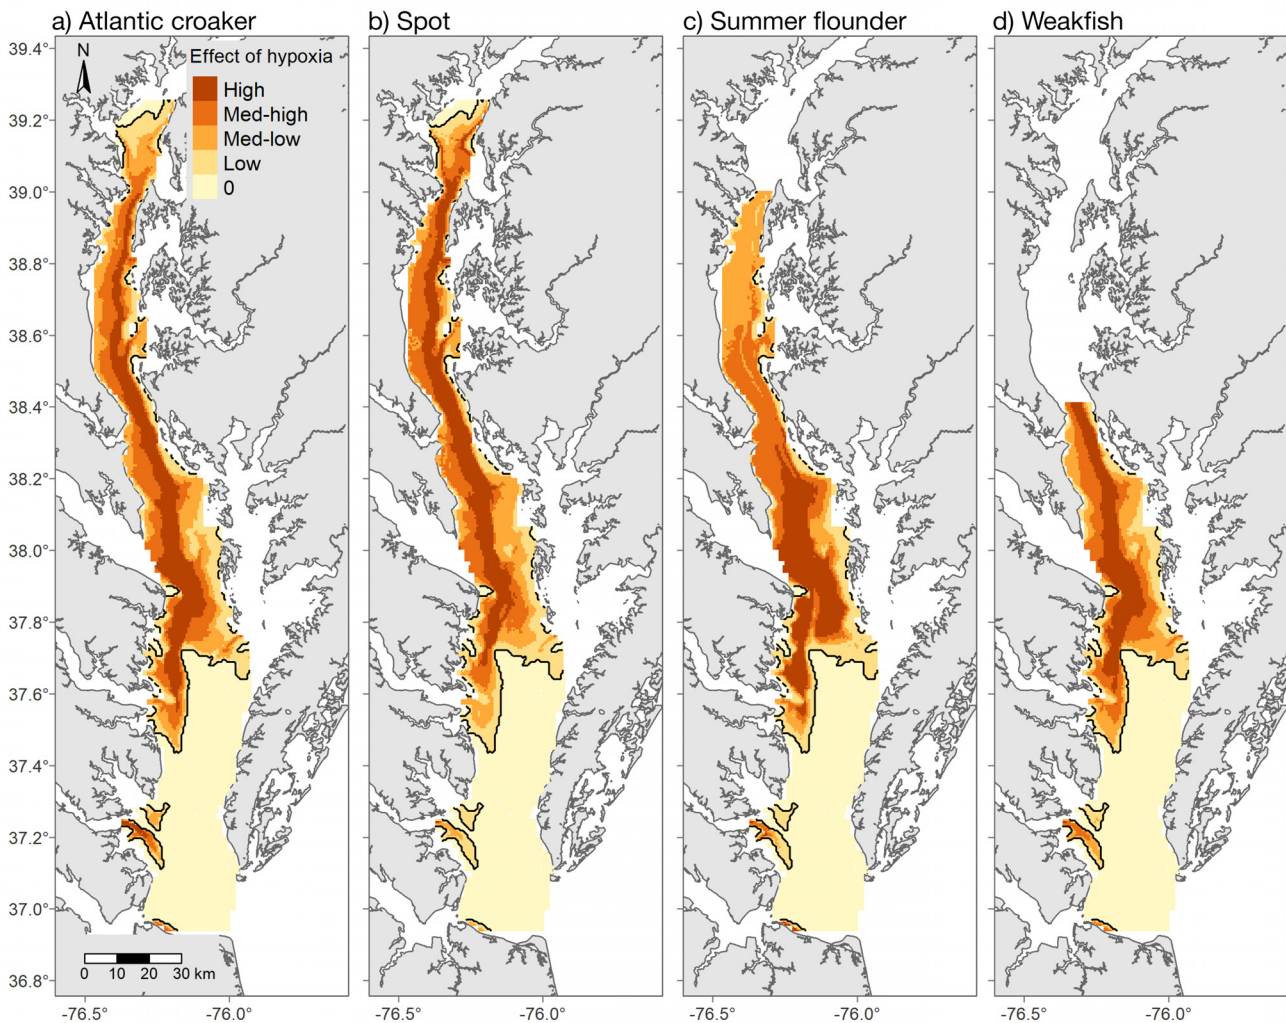 a) Atlantic croaker
b) Spot
c) Summer flounder
d) Weakfish
N
Effect of hypoxia
High
Med-high
Med-low
Low
0
39.4°
39.2°
39.0°
38.8°
38.6°
38.4°
38.2°
38.0°
37.8°
37.6°
37.4°
37.2°
37.0°
36.8°
0 10 20 30 km
-76.5° -76.0° -76.5° -76.0° -76.5° -76.0° -76.5° -76.0°